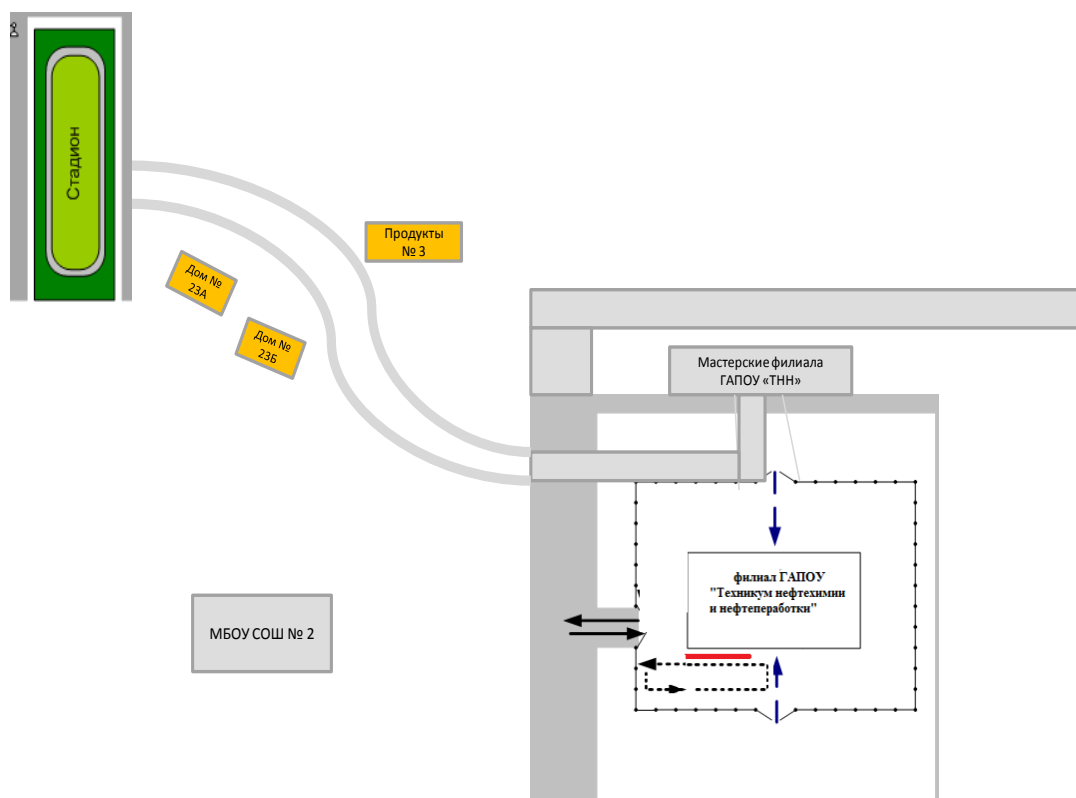 Стадион
Продукты
№ 3
Дом №
23А
Дом №
23Б
Мастерские филиала
ГАПОУ «ТНН»
филиал ГАПОУ
"Техникум нефтехимии
и нефтепеработки"
МБОУ СОШ № 2